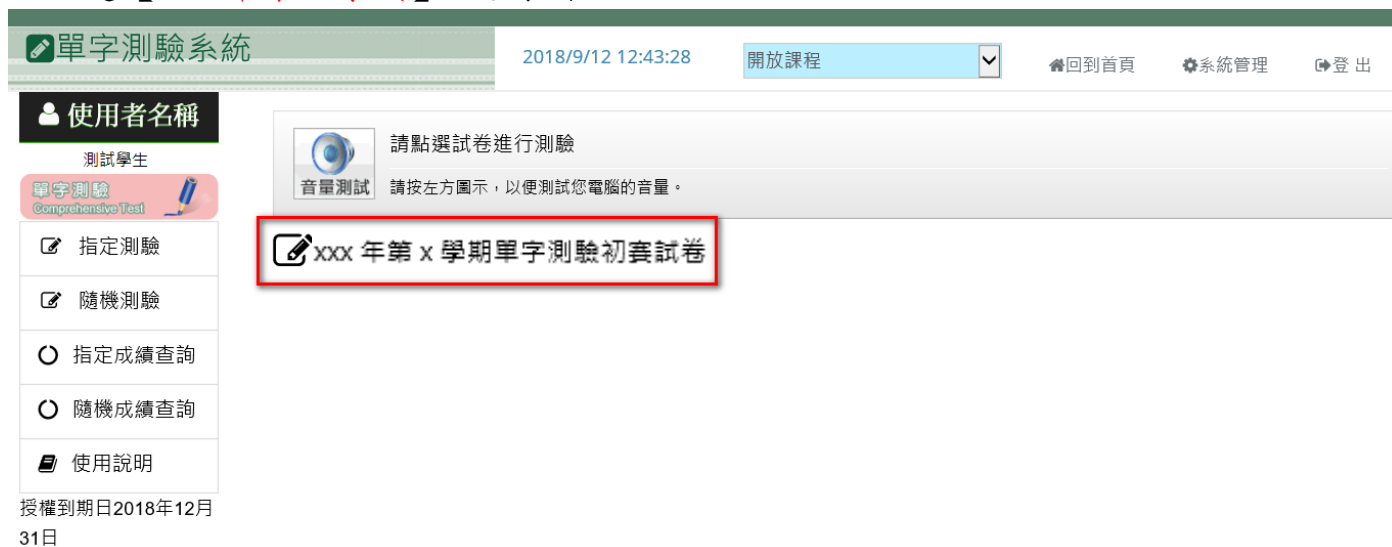 單字測驗系統
2018/9/12 12:43:28
開放課程
回到首頁
系統管理
登 出
使用者名稱
測試學生
單字測驗
Comprehensive Test
指定測驗
隨機測驗
指定成績查詢
隨機成績查詢
使用說明
授權到期日2018年12月
31日
請點選試卷進行測驗
音量測試
請按左方圖示,以便測試您電腦的音量。
xxx 年第 x 學期單字測驗初賽試卷